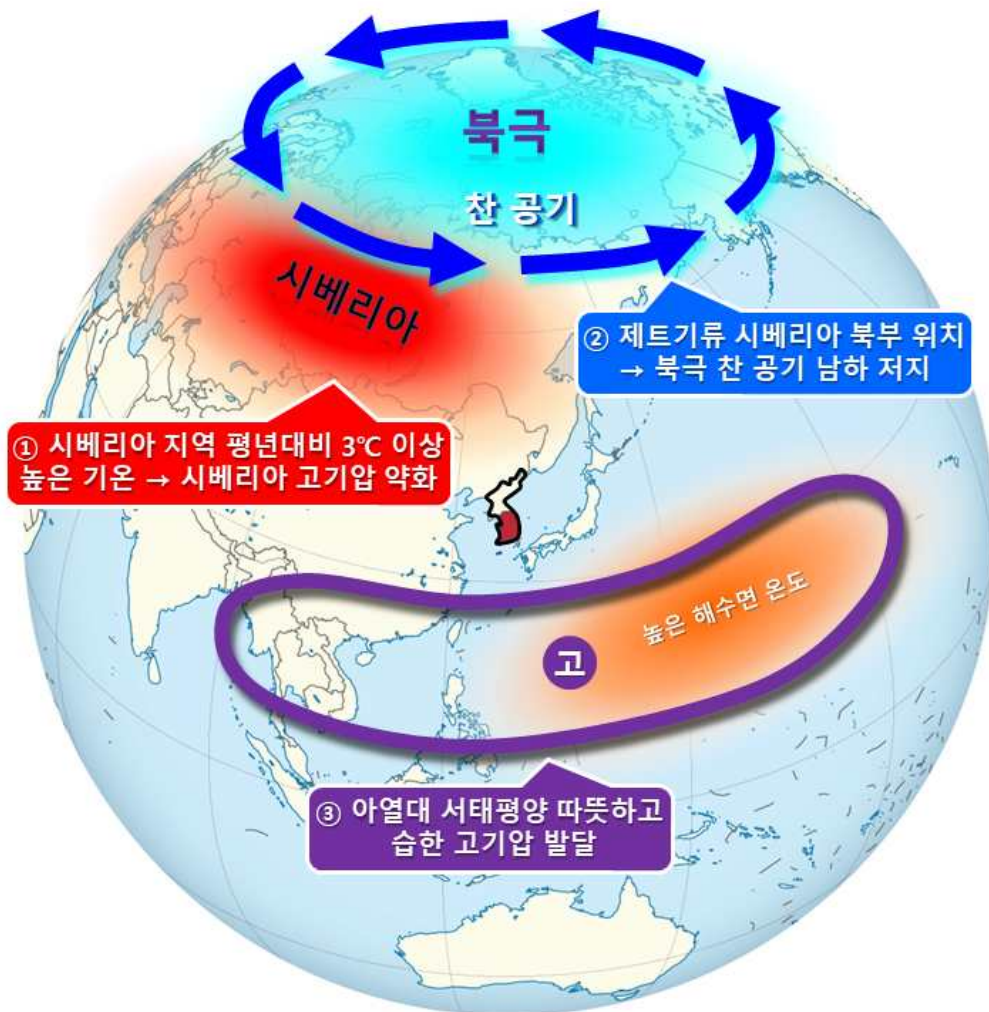 북극
찬 공기
시베리아
② 제트기류 시베리아 북부 위치
→ 북극 찬 공기 남하 저지
① 시베리아 지역 평년대비 3℃ 이상
높은 기온 → 시베리아 고기압 약화
높은 해수면 온도
고
③ 아열대 서태평양 따뜻하고
습한 고기압 발달